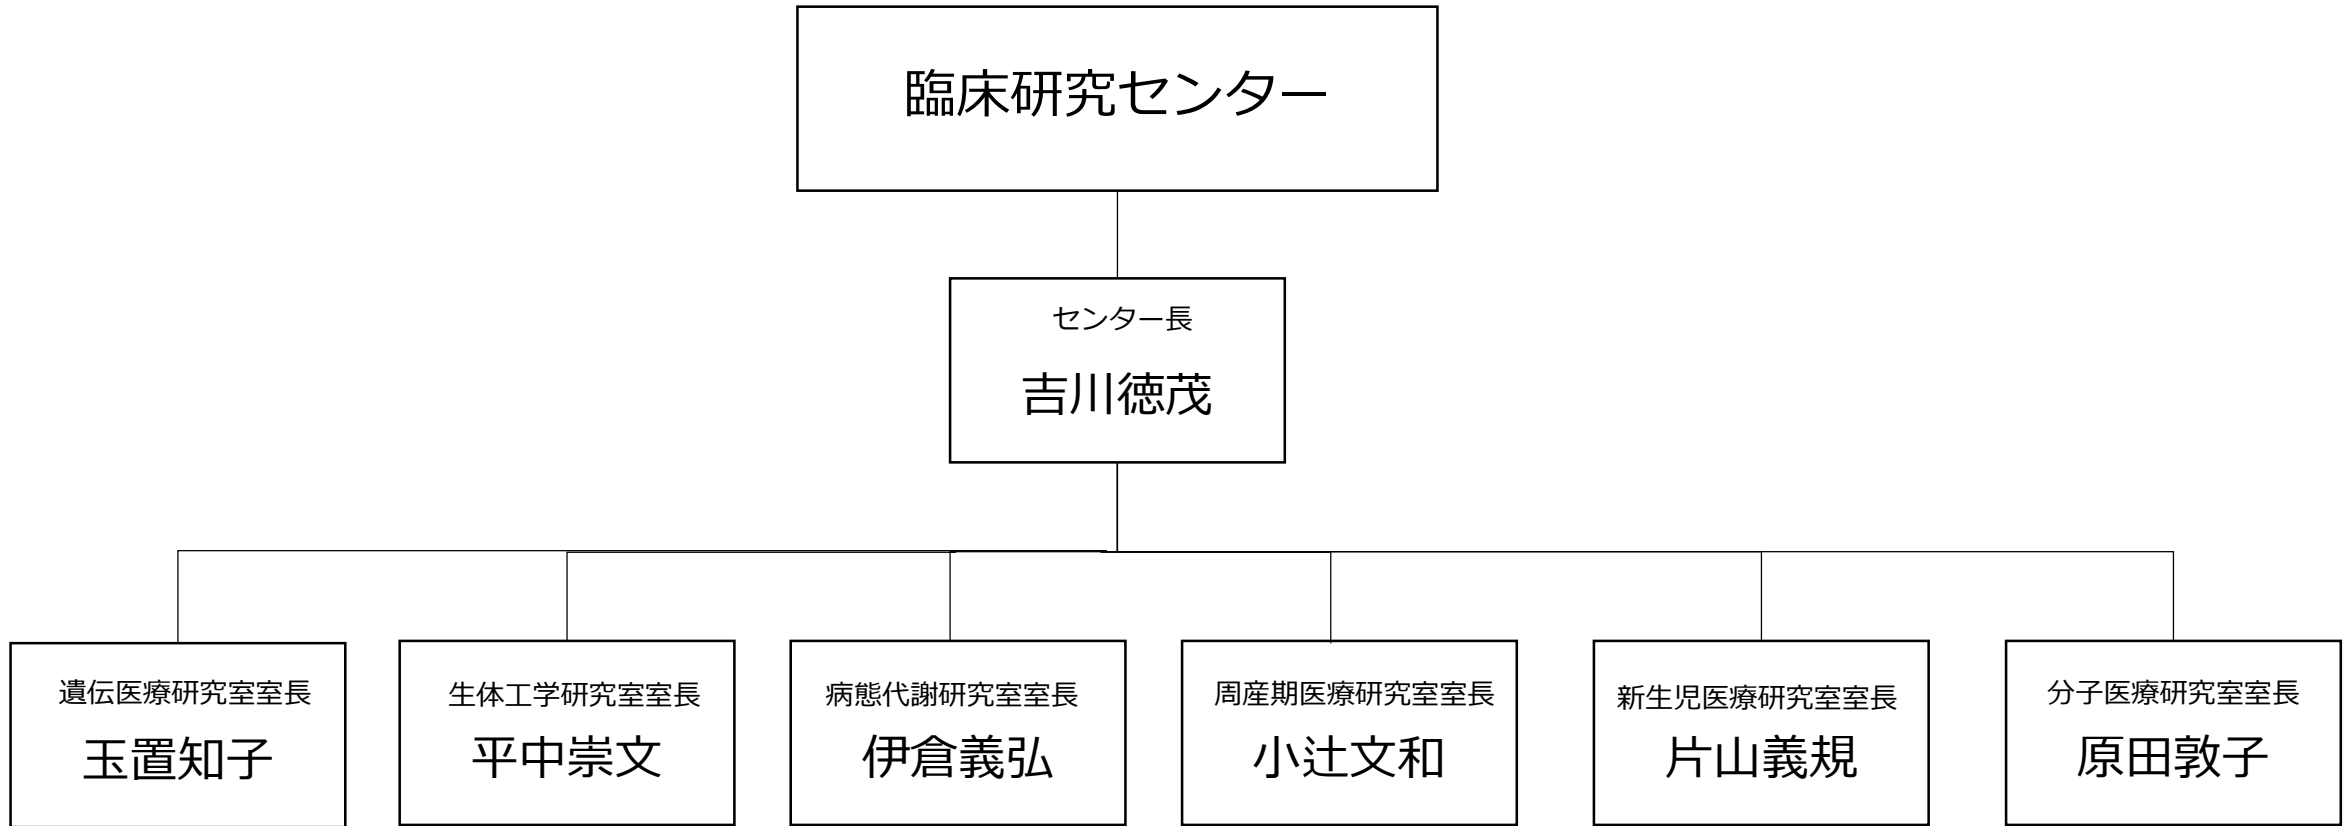 臨床研究センター
センター長
吉川徳茂
遺伝医療研究室室長
玉置知子
生体工学研究室室長
平中崇文
病態代謝研究室室長
伊倉義弘
周産期医療研究室室長
小辻文和
新生児医療研究室室長
片山義規
分子医療研究室室長
原田敦子